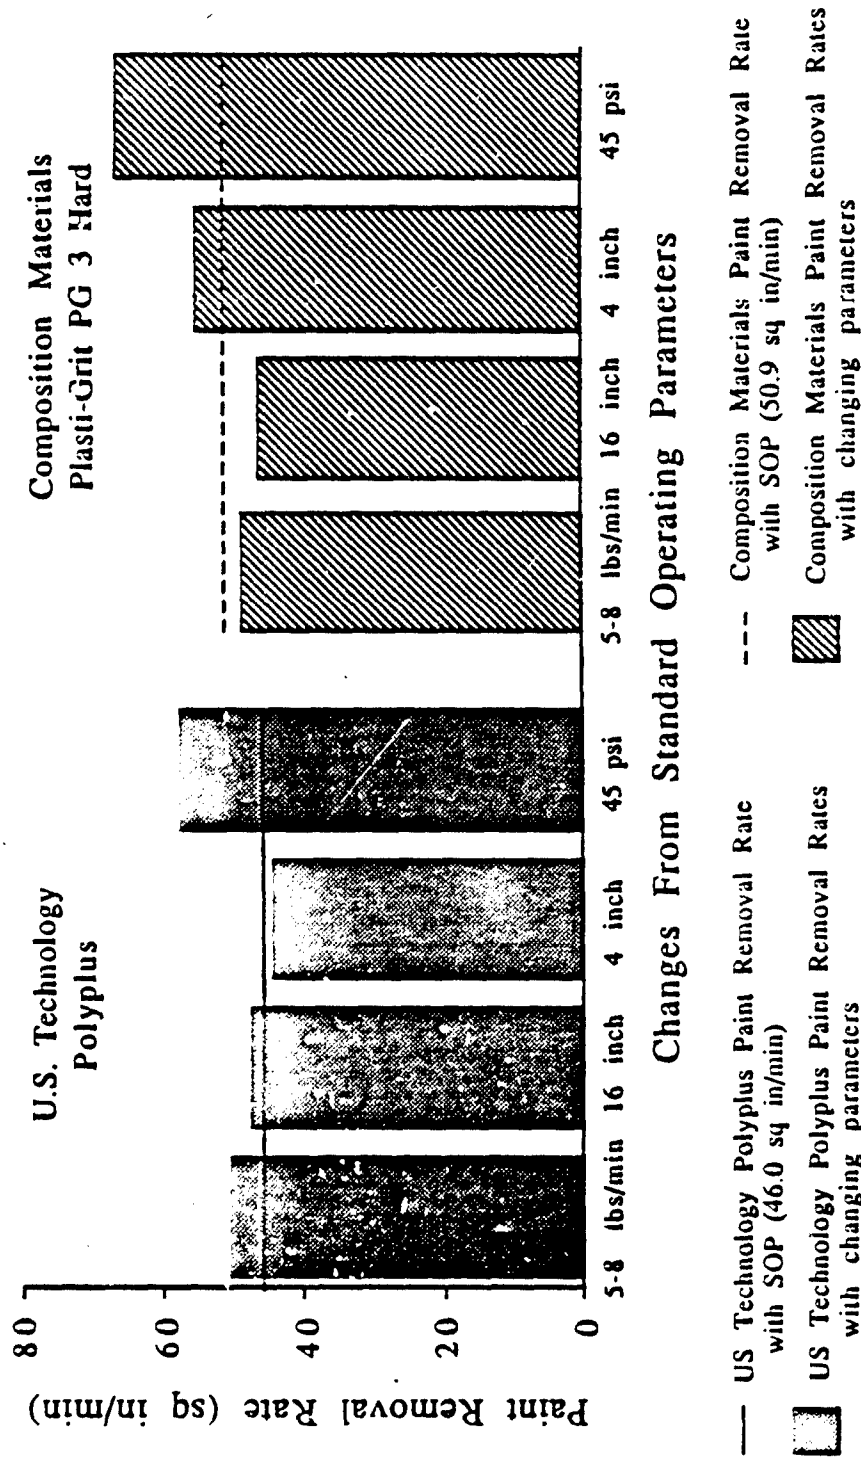 U.S. Technology
Polyplus
Composition Materials
Plasti-Grit PG 3 Hard
Paint Removal Rate (sq in/min)
80
60
40
20
0
5-8 lbs/min
16 inch
4 inch
45 psi
5-8 lbs/min
16 inch
4 inch
45 psi
Changes From Standard Operating Parameters
US Technology Polyplus Paint Removal Rate
with SOP (46.0 sq in/min)
US Technology Polyplus Paint Removal Rates
with changing parameters
Composition Materials Paint Removal Rate
with SOP (50.9 sq in/min)
Composition Materials Paint Removal Rates
with changing parameters